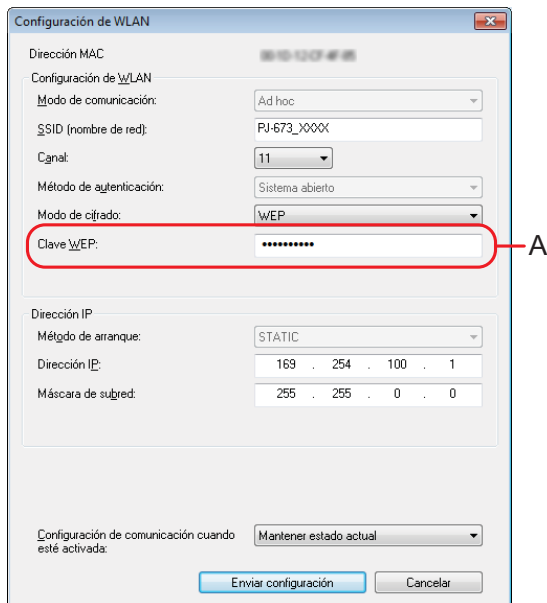 Configuración de WLAN
Dirección MAC
Configuración de WLAN
Modo de comunicación: Ad hoc
SSID (nombre de red): PJ-673_XXXX
Canal: 11
Método de autenticación: Sistema abierto
Modo de cifrado: WEP
Clave WEP: ••••••••••
A
Dirección IP
Método de arranque: STATIC
Dirección IP: 169 . 254 . 100 . 1
Máscara de subred: 255 . 255 . 0 . 0
Configuración de comunicación cuando Mantener estado actual
esté activada:
Enviar configuración Cancelar